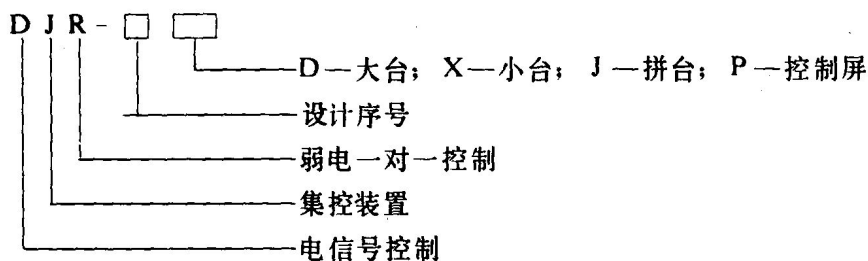 D J R - □ □
D—大台；X—小台；J—拼台；P—控制屏
设计序号
弱电一对一控制
集控装置
电信号控制